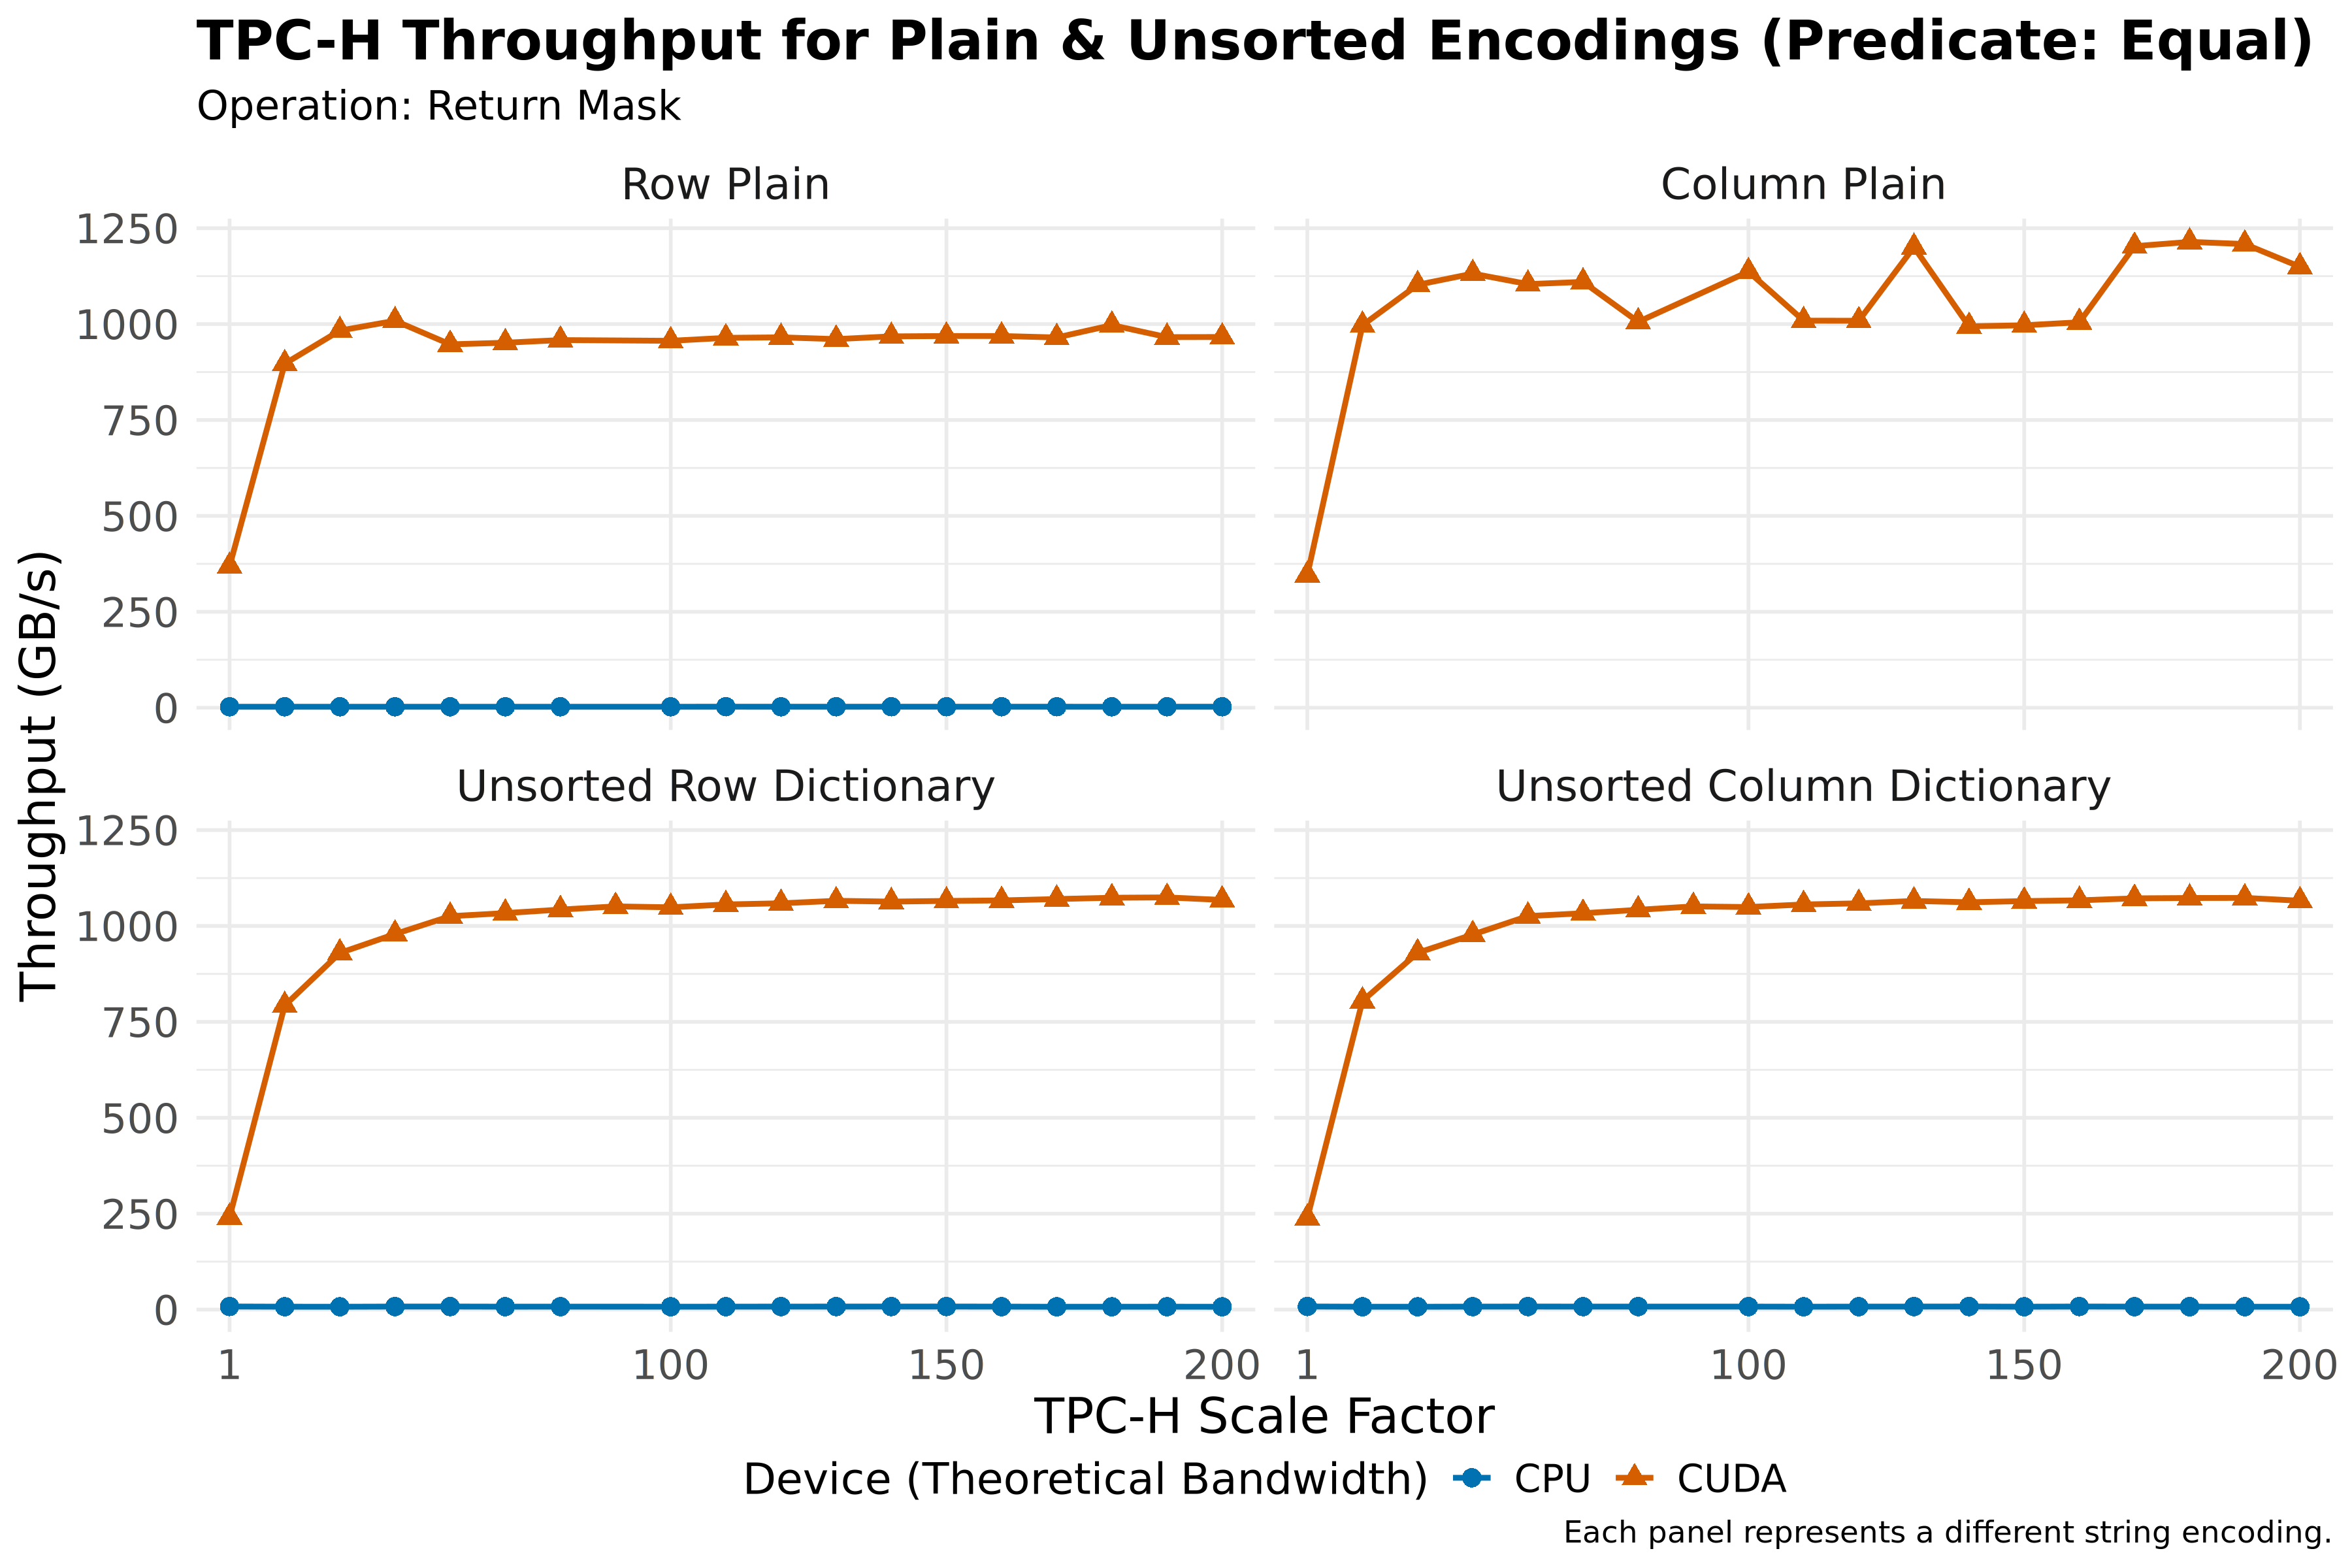 TPC-H Throughput for Plain & Unsorted Encodings (Predicate: Equal)
Operation: Return Mask
Row Plain
Column Plain
1250
1000
750
500
250
0
Unsorted Row Dictionary
Unsorted Column Dictionary
1250
1000
750
500
250
0
Throughput (GB/s)
1 100 150 200 1 100 150 200
TPC-H Scale Factor
Device (Theoretical Bandwidth) CPU CUDA
Each panel represents a different string encoding.